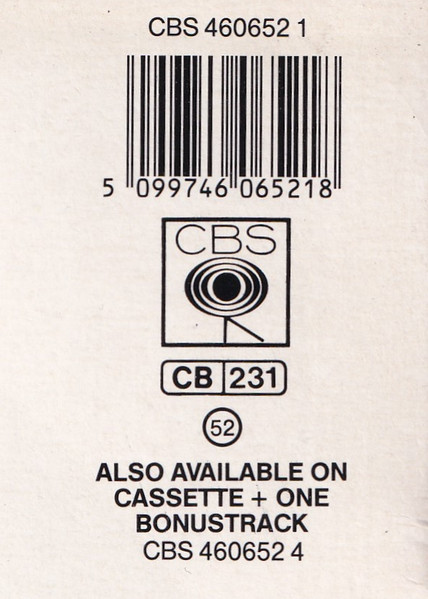 CBS 460652 1
5 099746 065218
CBS
CB 231
52
ALSO AVAILABLE ON
CASSETTE + ONE
BONUSTRACK
CBS 460652 4